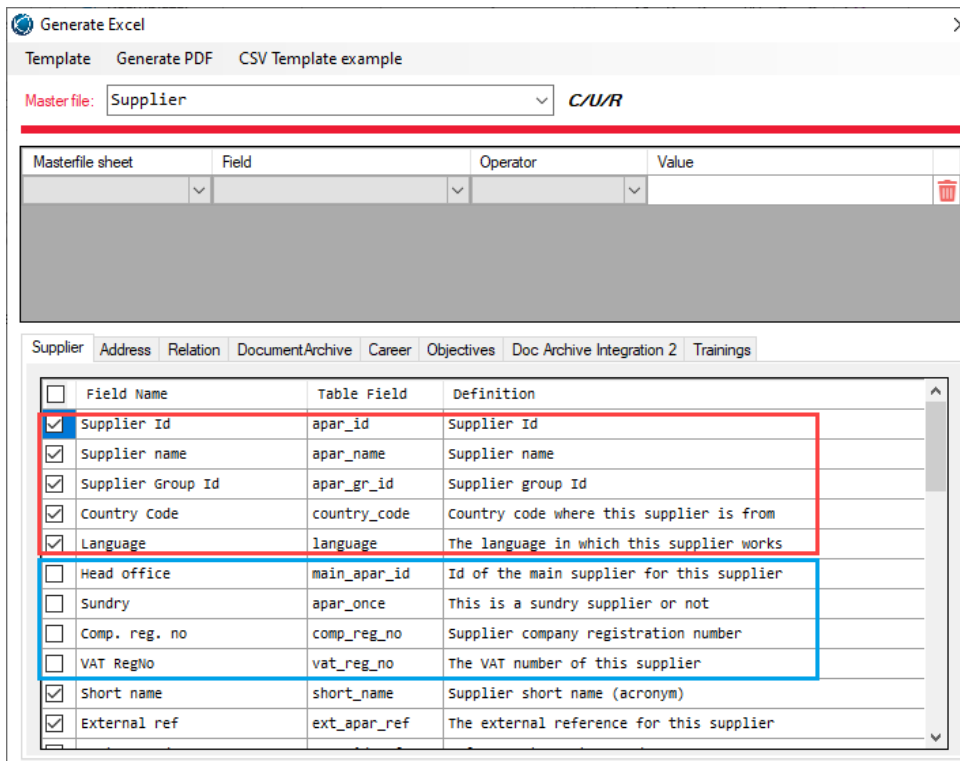 Generate Excel
Template Generate PDF CSV Template example
Master file: Supplier C/U/R
Masterfile sheet Field Operator Value
Supplier Address Relation DocumentArchive Career Objectives Doc Archive Integration 2 Trainings
Field Name Table Field Definition
Supplier Id apar_id Supplier Id
Supplier name apar_name Supplier name
Supplier Group Id apar_gr_id Supplier group Id
Country Code country_code Country code where this supplier is from
Language language The language in which this supplier works
Head office main_apar_id Id of the main supplier for this supplier
Sundry apar_once This is a sundry supplier or not
Comp. reg. no comp_reg_no Supplier company registration number
VAT RegNo vat_reg_no The VAT number of this supplier
Short name short_name Supplier short name (acronym)
External ref ext_apar_ref The external reference for this supplier